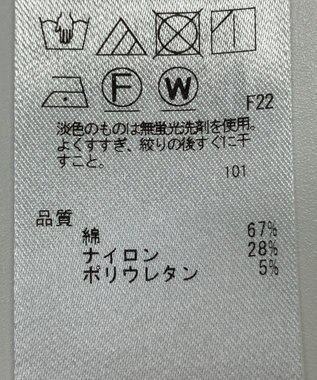 F W
F22
淡色のものは無蛍光洗剤を使用。
よくすすぎ、絞りの後すぐに干
すこと。
101
品質
綿 67%
ナイロン 28%
ポリウレタン 5%